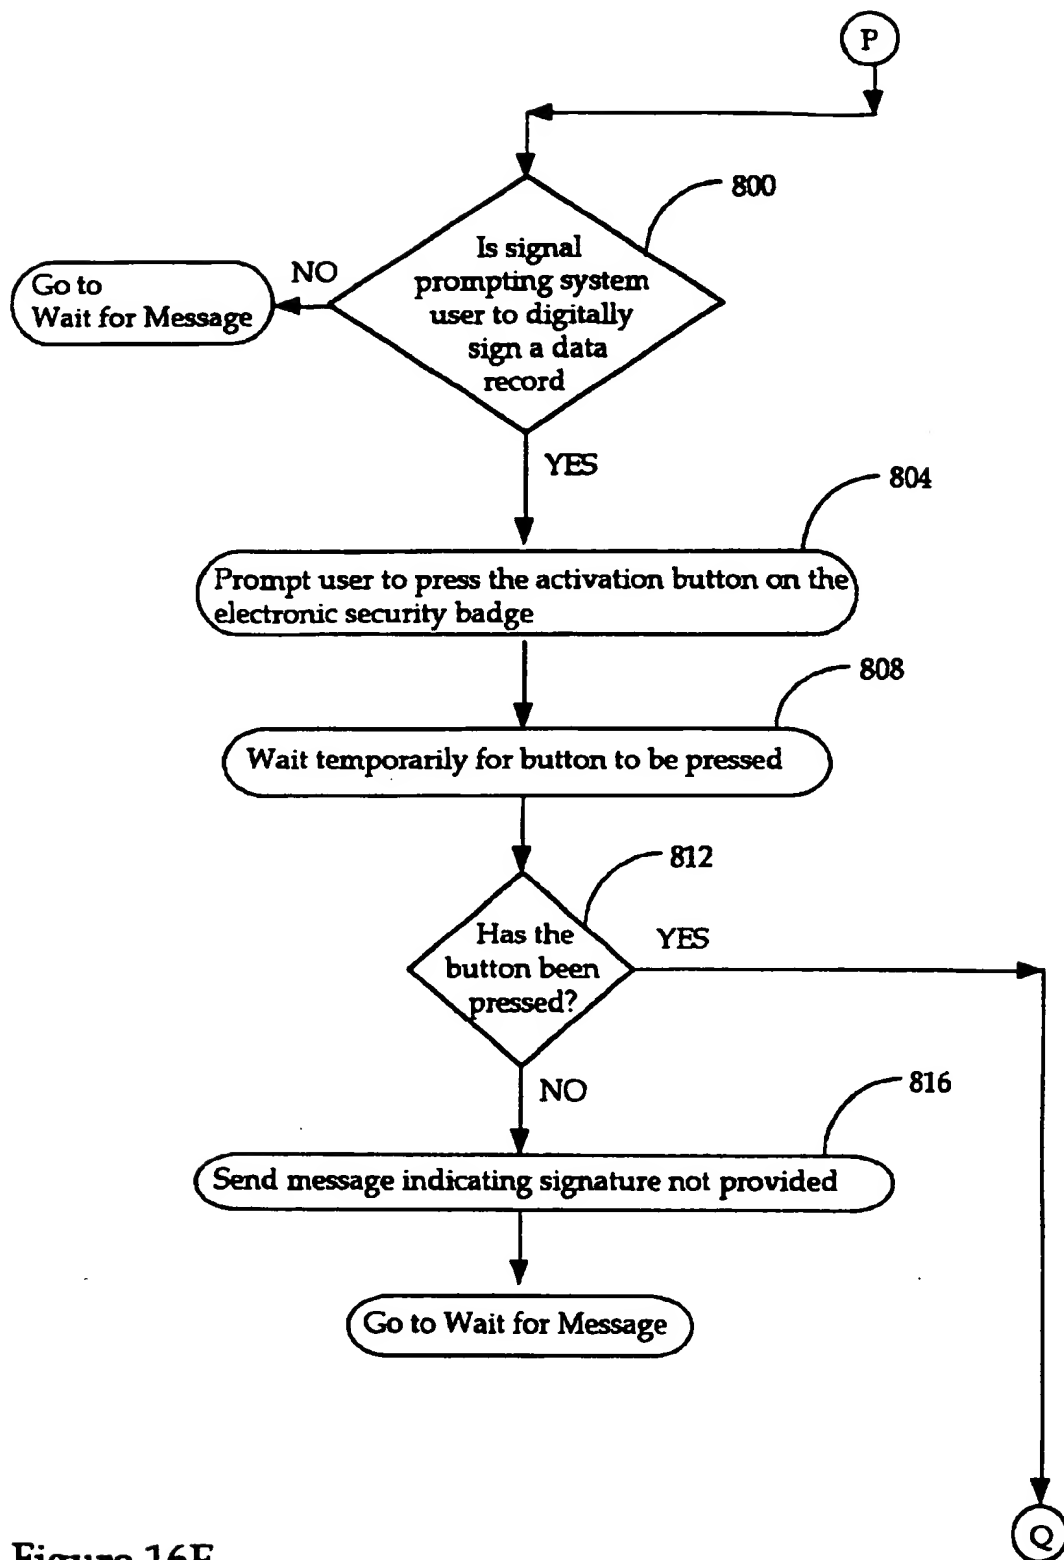 P
800
Is signal
prompting system
user to digitally
sign a data
record
NO
Go to
Wait for Message
YES
804
Prompt user to press the activation button on the
electronic security badge
808
Wait temporarily for button to be pressed
812
Has the
button been
pressed?
YES
NO
816
Send message indicating signature not provided
Go to Wait for Message
Q